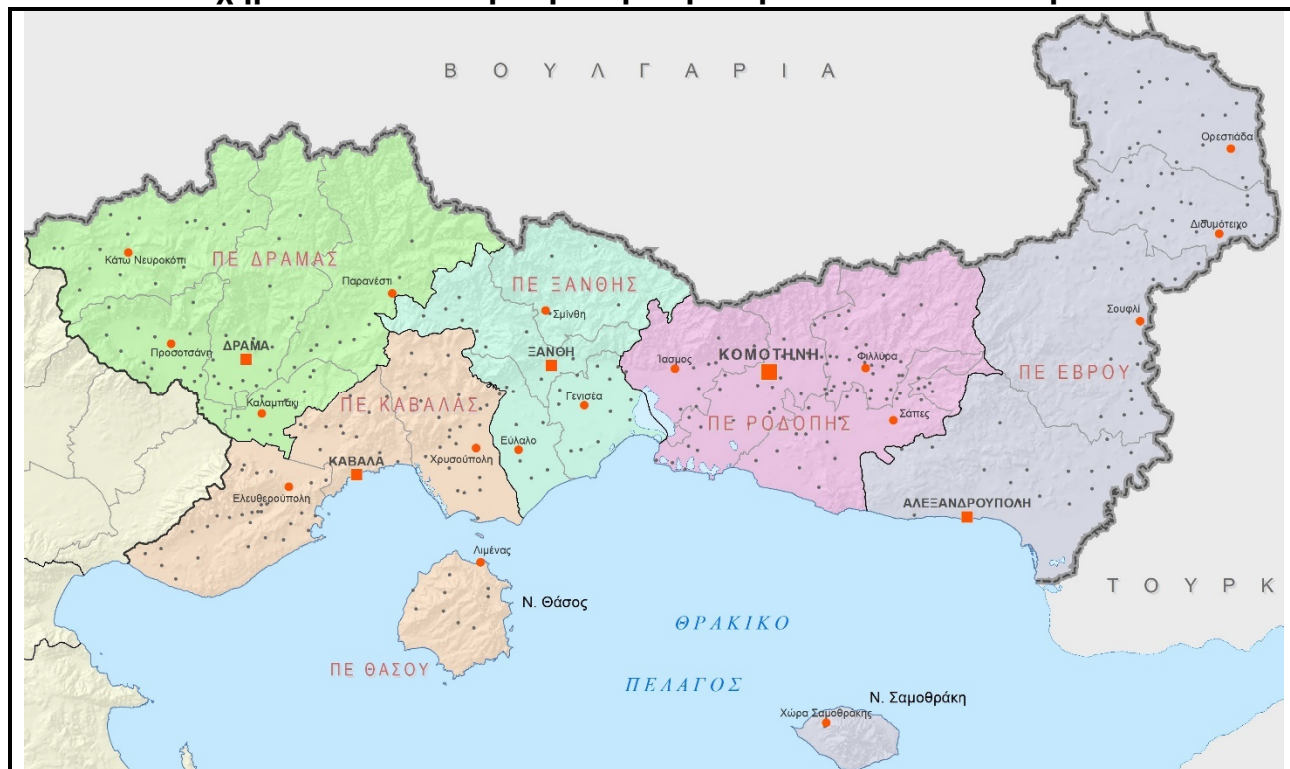 Β Ο Υ Λ Γ Α Ρ Ι Α
Ορεστιάδα
Διδυμότειχο
Κάτω Νευροκόπι
ΠΕ ΔΡΑΜΑΣ
Παρανέστι
ΠΕ ΞΑΝΘΗΣ
Σμίνθη
Σουφλί
Προσοτσάνη
ΔΡΑΜΑ
ΞΑΝΘΗ
Ίασμος
ΚΟΜΟΤΗΝΗ
Φιλλύρα
ΠΕ ΕΒΡΟΥ
Καλαμπάκι
ΠΕ ΚΑΒΑΛΑΣ
Γενισέα
Σάπες
ΠΕ ΡΟΔΟΠΗΣ
Εύλαλο
Χρυσούπολη
ΚΑΒΑΛΑ
Ελευθερούπολη
ΑΛΕΞΑΝΔΡΟΥΠΟΛΗ
Λιμένας
Τ Ο Υ Ρ Κ
Ν. Θάσος
ΘΡΑΚΙΚΟ
ΠΕ ΘΑΣΟΥ
ΠΕΛΑΓΟΣ
Ν. Σαμοθράκη
Χώρα Σαμοθράκης